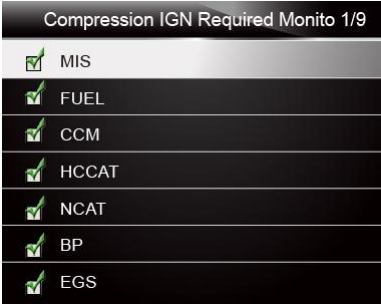 Compression IGN Required Monito 1/9
MIS
FUEL
CCM
HCCAT
NCAT
BP
EGS